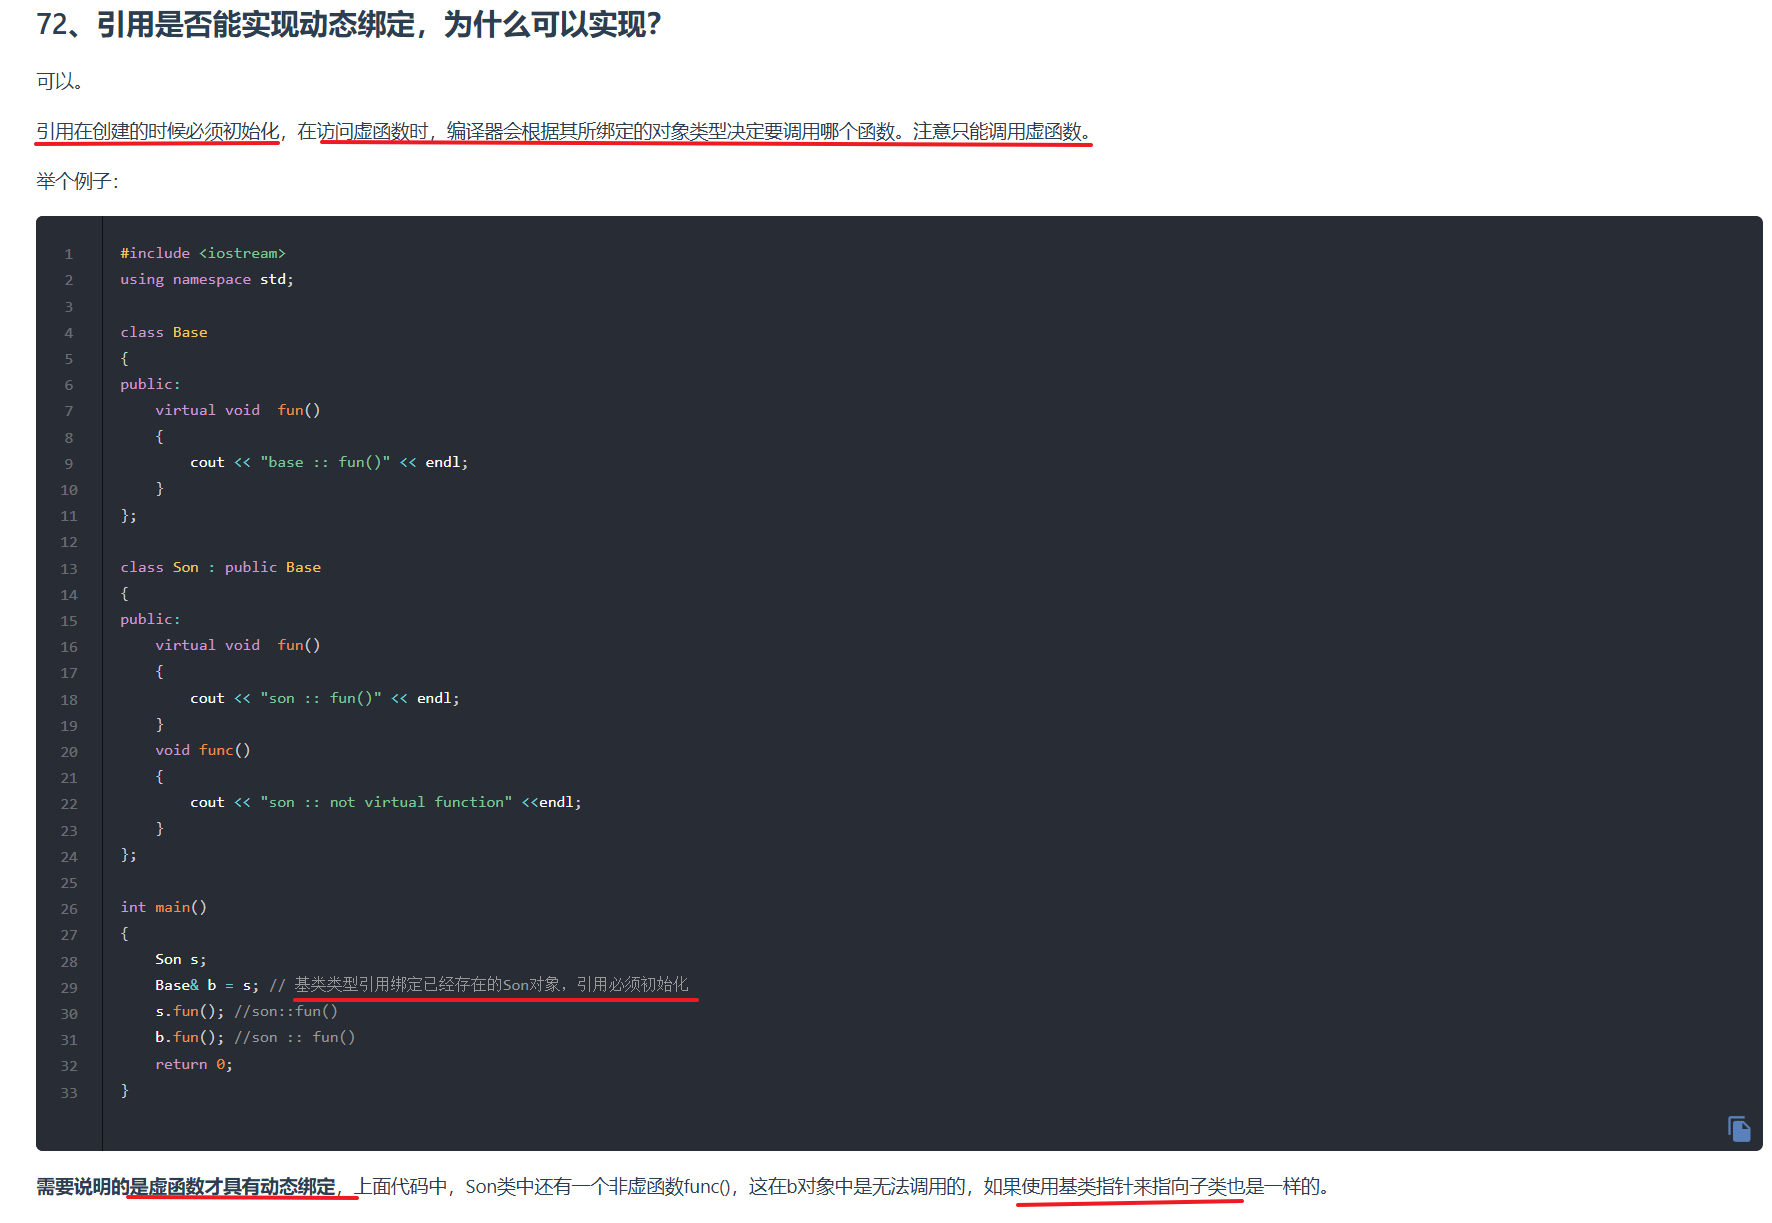 72、引用是否能实现动态绑定，为什么可以实现？
可以。
引用在创建的时候必须初始化，在访问虚函数时，编译器会根据其所绑定的对象类型决定要调用哪个函数。注意只能调用虚函数。
举个例子：
1 #include <iostream>
2 using namespace std;
3
4 class Base
5 {
6 public:
7     virtual void  fun()
8     {
9         cout << "base :: fun()" << endl;
10     }
11 };
12
13 class Son : public Base
14 {
15 public:
16     virtual void  fun()
17     {
18         cout << "son :: fun()" << endl;
19     }
20     void func()
21     {
22         cout << "son :: not virtual function" <<endl;
23     }
24 };
25
26 int main()
27 {
28     Son s;
29     Base& b = s; // 基类类型引用绑定已经存在的Son对象，引用必须初始化
30     s.fun(); //son::fun()
31     b.fun(); //son :: fun()
32     return 0;
33 }
需要说明的是虚函数才具有动态绑定，上面代码中，Son类中还有一个非虚函数func()，这在b对象中是无法调用的，如果使用基类指针来指向子类也是一样的。